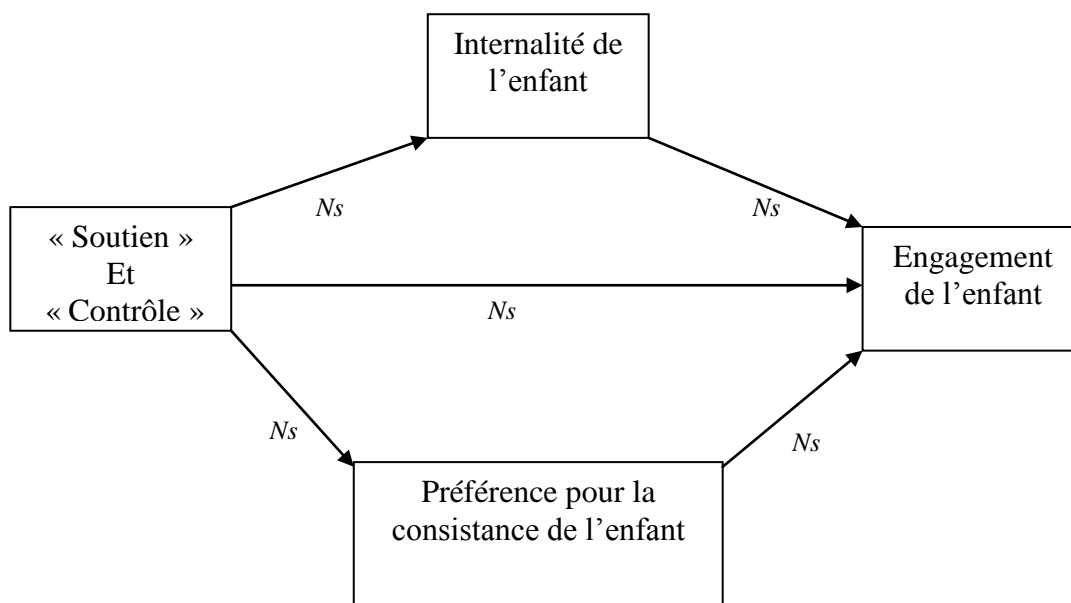 Internalité de
l’enfant
Ns
Ns
« Soutien »
Et
« Contrôle »
Engagement
de l’enfant
Ns
Ns
Ns
Préférence pour la
consistance de l’enfant